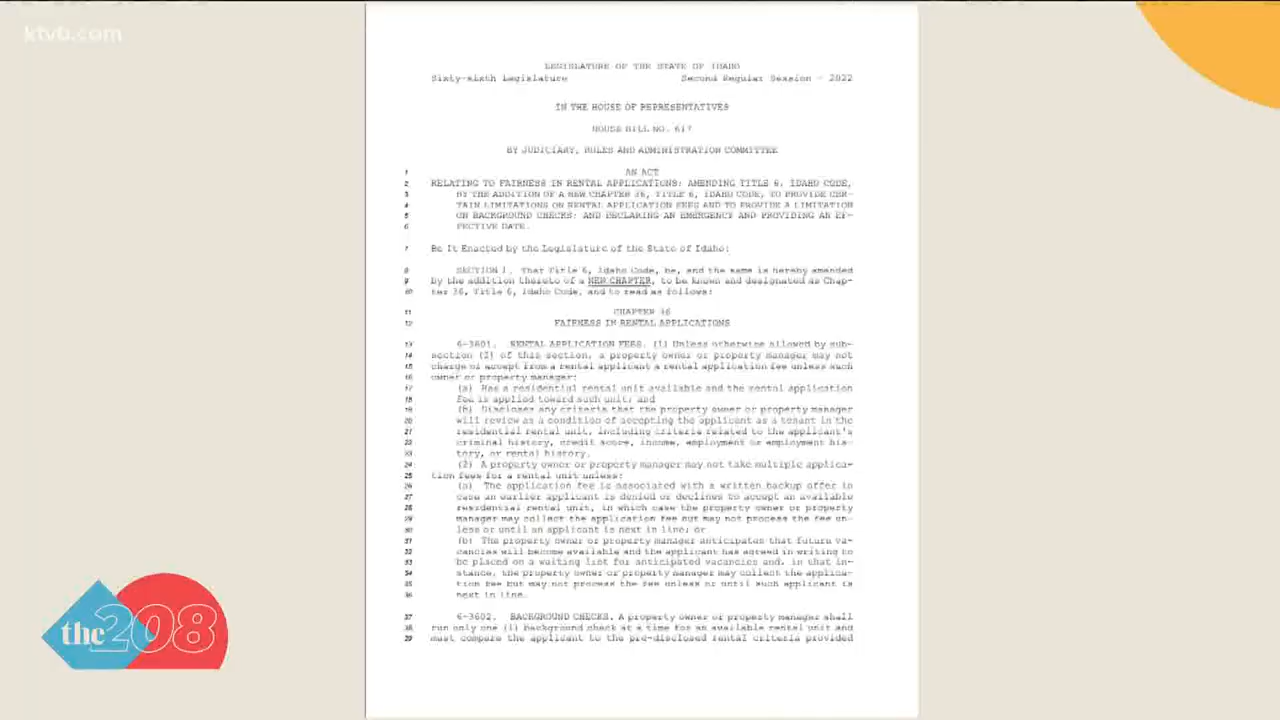 ktvb.com
LEGISLATURE OF THE STATE OF IDAHO
Sixty-sixth Legislature Second Regular Session - 2022
IN THE HOUSE OF REPRESENTATIVES
HOUSE BILL NO. 617
BY JUDICIARY, RULES AND ADMINISTRATION COMMITTEE
1 AN ACT
2 RELATING TO FAIRNESS IN RENTAL APPLICATIONS; AMENDING TITLE 6, IDAHO CODE,
3 BY THE ADDITION OF A NEW CHAPTER 36, TITLE 6, IDAHO CODE, TO PROVIDE CER-
4 TAIN LIMITATIONS ON RENTAL APPLICATION FEES AND TO PROVIDE A LIMITATION
5 ON BACKGROUND CHECKS; AND DECLARING AN EMERGENCY AND PROVIDING AN EF-
6 FECTIVE DATE.
7 Be It Enacted by the Legislature of the State of Idaho:
8 SECTION 1. That Title 6, Idaho Code, be, and the same is hereby amended
9 by the addition thereto of a NEW CHAPTER, to be known and designated as Chap-
10 ter 36, Title 6, Idaho Code, and to read as follows:
11 CHAPTER 36
12 FAIRNESS IN RENTAL APPLICATIONS
13 6-3601. RENTAL APPLICATION FEES. (1) Unless otherwise allowed by sub-
14 section (2) of this section, a property owner or property manager may not
15 charge or accept from a rental applicant a rental application fee unless such
16 owner or property manager:
17 (a) Has a residential rental unit available and the rental application
18 fee is applied toward such unit; and
19 (b) Discloses any criteria that the property owner or property manager
20 will review as a condition of accepting the applicant as a tenant in the
21 residential rental unit, including criteria related to the applicant's
22 criminal history, credit score, income, employment or employment his-
23 tory, or rental history.
24 (2) A property owner or property manager may not take multiple applica-
25 tion fees for a rental unit unless:
26 (a) The application fee is associated with a written backup offer in
27 case an earlier applicant is denied or declines to accept an available
28 residential rental unit, in which case the property owner or property
29 manager may collect the application fee but may not process the fee un-
30 less or until an applicant is next in line; or
31 (b) The property owner or property manager anticipates that future va-
32 cancies will become available and the applicant has agreed in writing to
33 be placed on a waiting list for anticipated vacancies and, in that in-
34 stance, the property owner or property manager may collect the applica-
35 tion fee but may not process the fee unless or until such applicant is
36 next in line.
37 6-3602. BACKGROUND CHECKS. A property owner or property manager shall
38 run only one (1) background check at a time for an available rental unit and
39 must compare the applicant to the pre-disclosed rental criteria provided
the 208